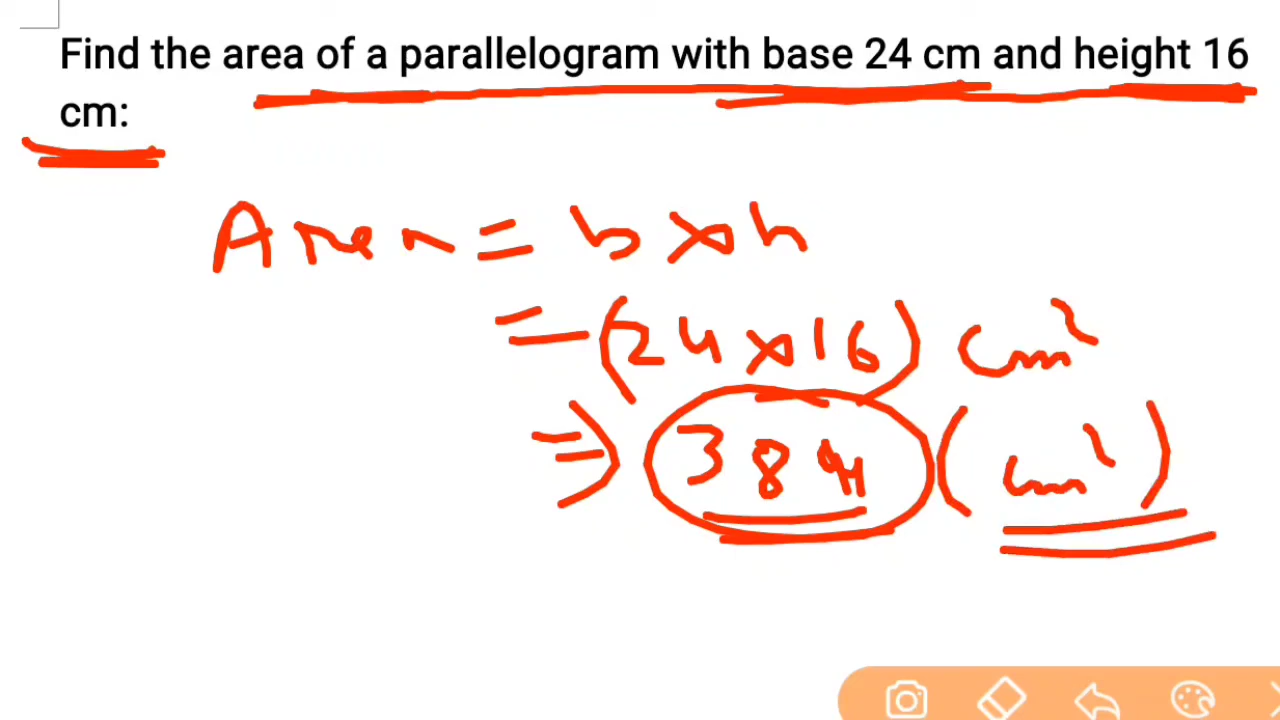 Find the area of a parallelogram with base 24 cm and height 16
cm:
Area = b × h
= (24 × 16) cm²
⇒ 384 (cm²)